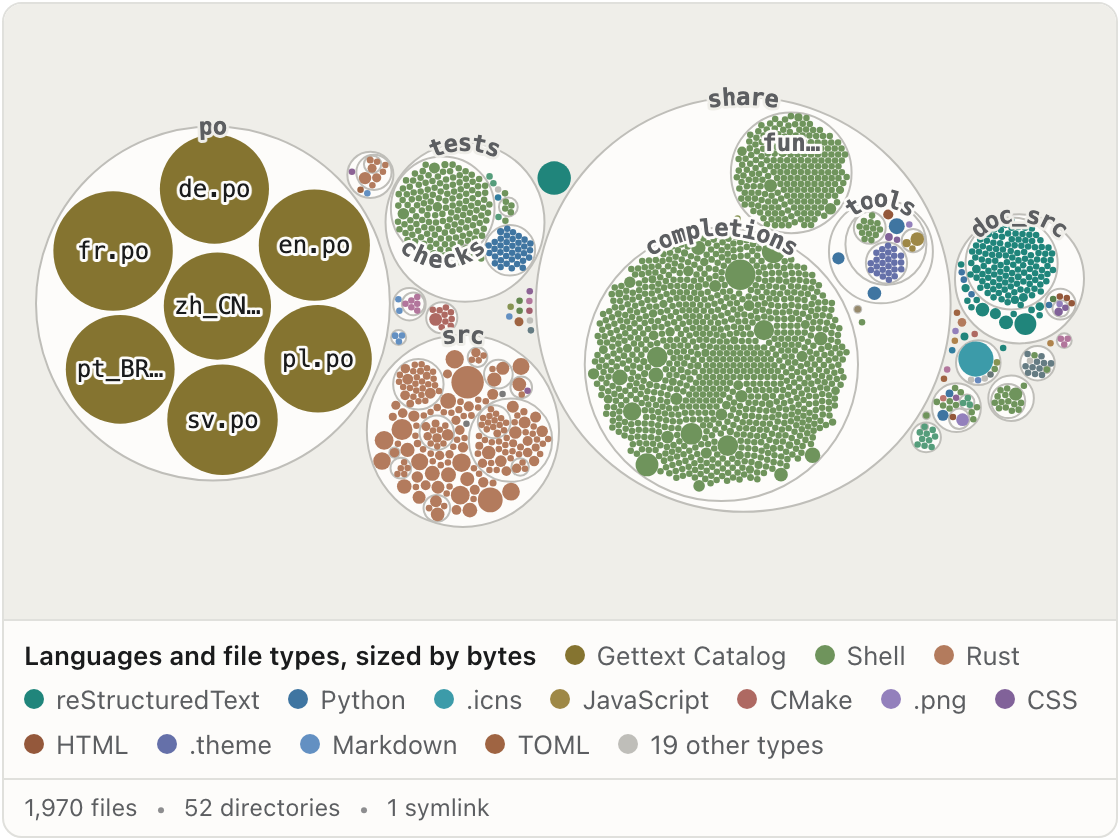 share
po
tests
fun…
de.po
tools
fr.po
en.po
completions
doc_src
checks
zh_CN…
src
pt_BR…
pl.po
sv.po
Languages and file types, sized by bytes Gettext Catalog Shell Rust
reStructuredText Python .icns JavaScript CMake .png CSS
HTML .theme Markdown TOML 19 other types
1,970 files • 52 directories • 1 symlink